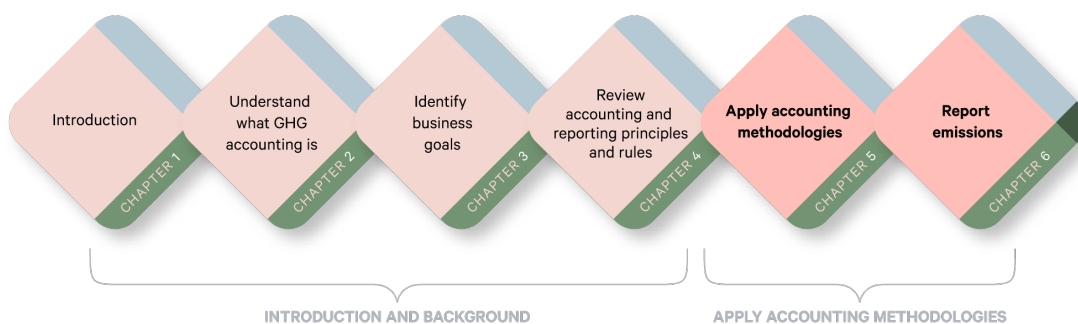 Introduction
CHAPTER 1
Understand
what GHG
accounting is
CHAPTER 2
Identify
business
goals
CHAPTER 3
Review
accounting and
reporting principles
and rules
CHAPTER 4
Apply accounting
methodologies
CHAPTER 5
Report
emissions
CHAPTER 6
INTRODUCTION AND BACKGROUND
APPLY ACCOUNTING METHODOLOGIES